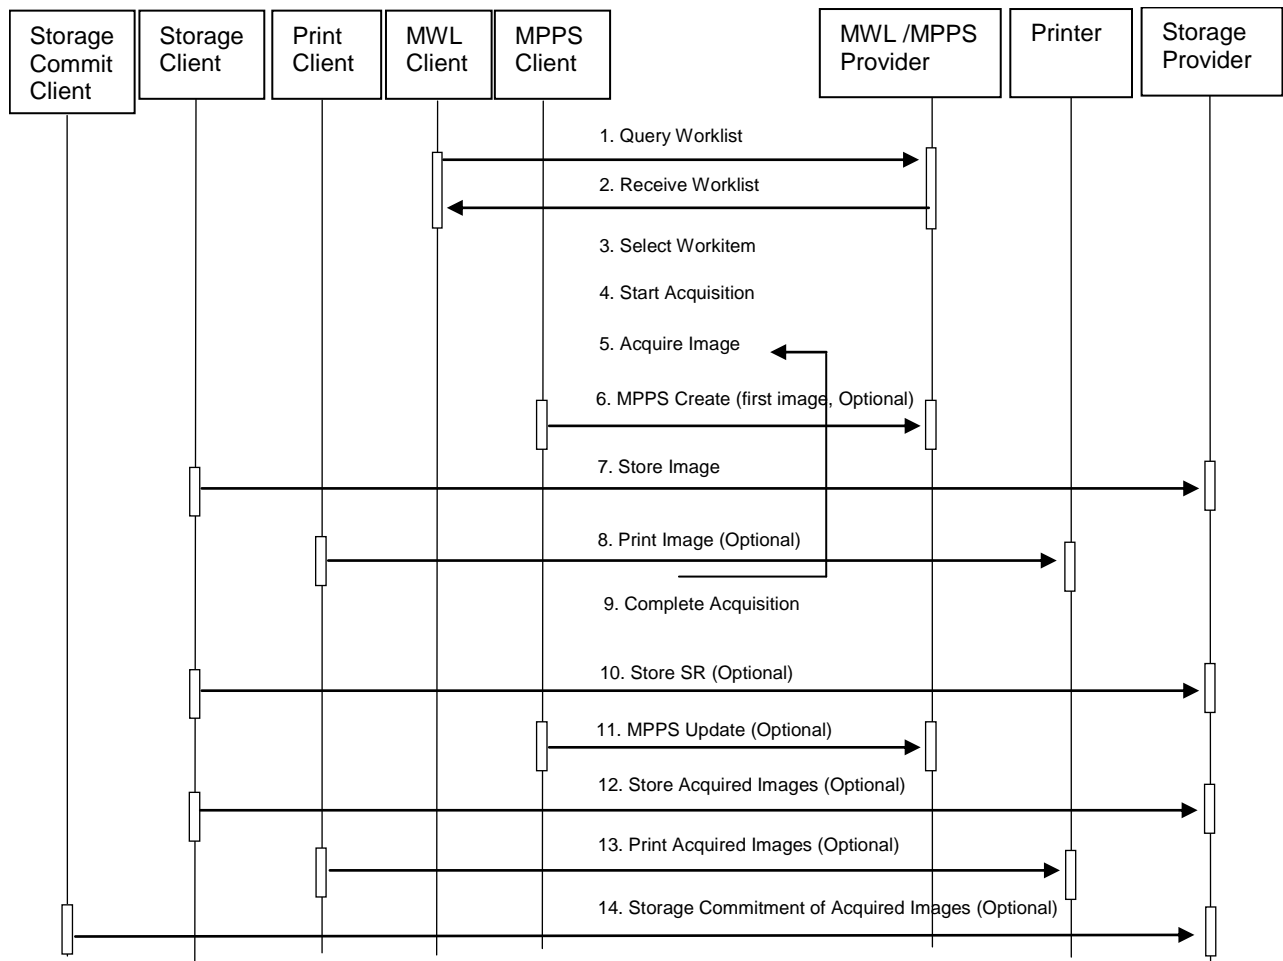 Storage
Commit
Client
Storage
Client
Print
Client
MWL
Client
MPPS
Client
MWL /MPPS
Provider
Printer
Storage
Provider
1. Query Worklist
2. Receive Worklist
3. Select Workitem
4. Start Acquisition
5. Acquire Image
6. MPPS Create (first image, Optional)
7. Store Image
8. Print Image (Optional)
9. Complete Acquisition
10. Store SR (Optional)
11. MPPS Update (Optional)
12. Store Acquired Images (Optional)
13. Print Acquired Images (Optional)
14. Storage Commitment of Acquired Images (Optional)